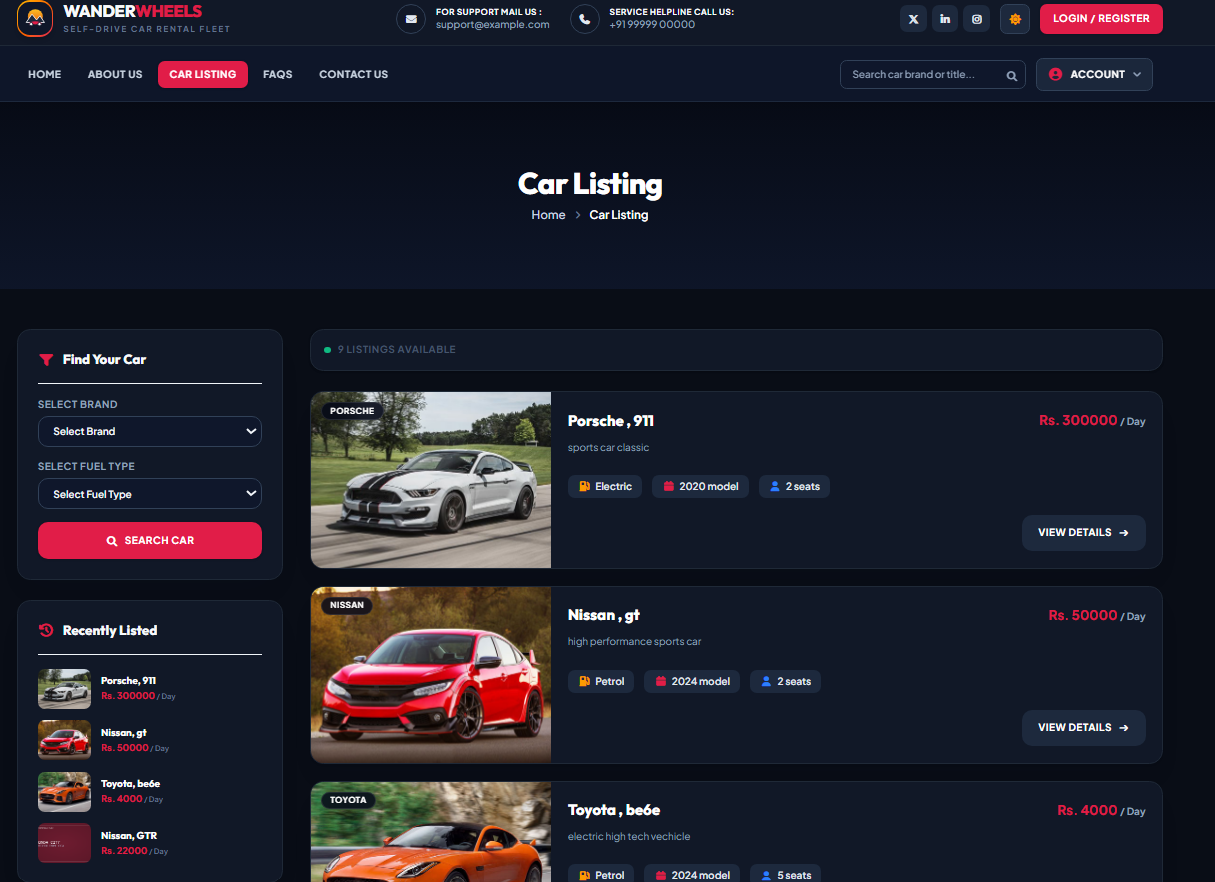 WANDERWHEELS
SELF-DRIVE CAR RENTAL FLEET
FOR SUPPORT MAIL US :
support@example.com
SERVICE HELPLINE CALL US:
+91 99999 00000
LOGIN / REGISTER
HOME
ABOUT US
CAR LISTING
FAQS
CONTACT US
Search car brand or title...
ACCOUNT
Car Listing
Home > Car Listing
Find Your Car
SELECT BRAND
Select Brand
SELECT FUEL TYPE
Select Fuel Type
SEARCH CAR
Recently Listed
Porsche, 911
Rs. 300000 / Day
Nissan, gt
Rs. 50000 / Day
Toyota, be6e
Rs. 4000 / Day
Nissan, GTR
Rs. 22000 / Day
9 LISTINGS AVAILABLE
PORSCHE
Porsche , 911
Rs. 300000 / Day
sports car classic
Electric
2020 model
2 seats
VIEW DETAILS →
NISSAN
Nissan , gt
Rs. 50000 / Day
high performance sports car
Petrol
2024 model
2 seats
VIEW DETAILS →
TOYOTA
Toyota , be6e
Rs. 4000 / Day
electric high tech vechicle
Petrol
2024 model
5 seats